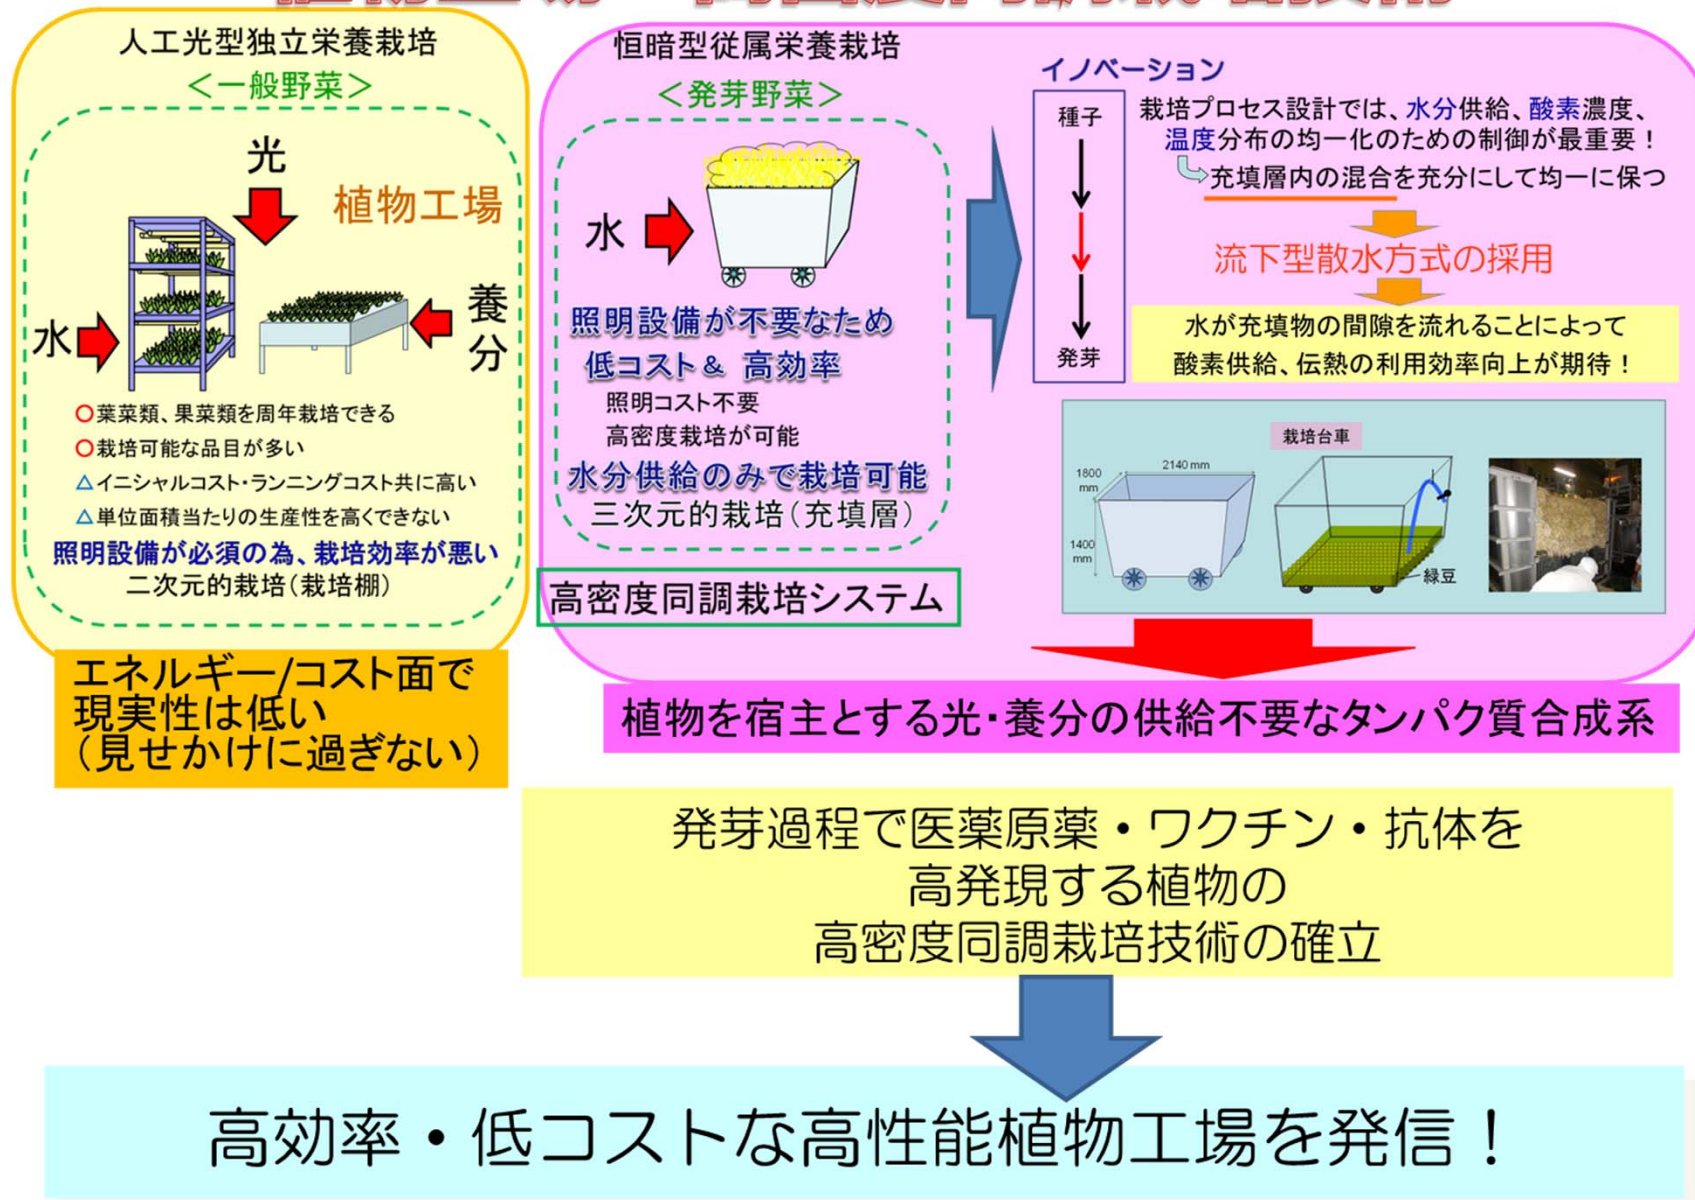 人工光型独立栄養栽培
＜一般野菜＞
光
植物工場
水
養分
○葉菜類、果菜類を周年栽培できる
○栽培可能な品目が多い
△イニシャルコスト・ランニングコスト共に高い
△単位面積当たりの生産性を高くできない
照明設備が必須の為、栽培効率が悪い
二次元的栽培（栽培棚）
エネルギー/コスト面で
現実性は低い
（見せかけに過ぎない）
恒暗型従属栄養栽培
＜発芽野菜＞
水
照明設備が不要なため
低コスト＆ 高効率
照明コスト不要
高密度栽培が可能
水分供給のみで栽培可能
三次元的栽培（充填層）
高密度同調栽培システム
イノベーション
種子
発芽
栽培プロセス設計では、水分供給、酸素濃度、
温度分布の均一化のための制御が最重要！
充填層内の混合を充分にして均一に保つ
流下型散水方式の採用
水が充填物の間隙を流れることによって
酸素供給、伝熱の利用効率向上が期待！
栽培台車
1800
mm
2140 mm
1400
mm
緑豆
植物を宿主とする光・養分の供給不要なタンパク質合成系
発芽過程で医薬原薬・ワクチン・抗体を
高発現する植物の
高密度同調栽培技術の確立
高効率・低コストな高性能植物工場を発信！